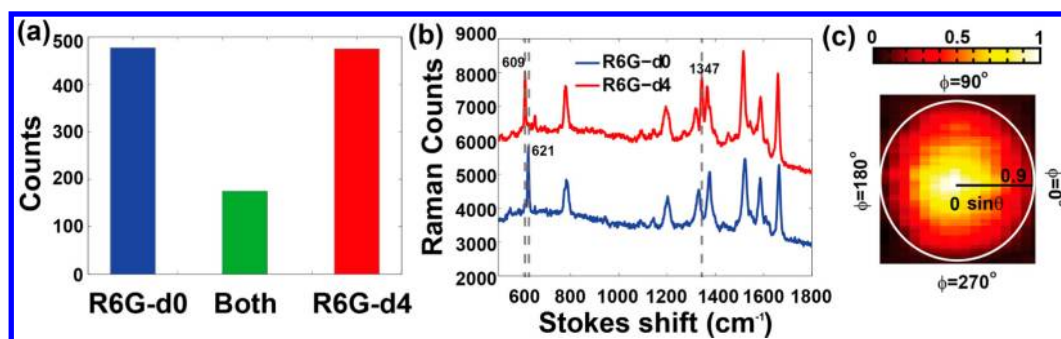 (a)
Counts
500
400
300
200
100
0
R6G-d0 Both R6G-d4
(b)
Raman Counts
9000
8000
7000
6000
5000
4000
3000
2000
609
621
1347
R6G-d0
R6G-d4
600 800 1000 1200 1400 1600 1800
Stokes shift (cm⁻¹)
(c)
0 0.5 1
ϕ=90°
ϕ=180°
0.9
0 sinθ
ϕ=0°
ϕ=270°